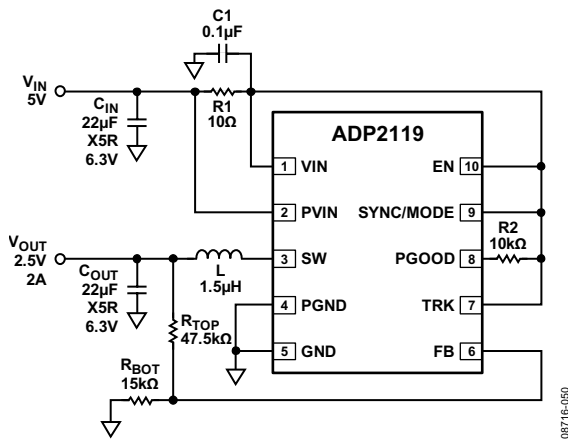 C1
0.1µF
VIN
5V
CIN
22µF
X5R
6.3V
R1
10Ω
ADP2119
1 VIN
EN 10
2 PVIN
SYNC/MODE 9
R2
10kΩ
VOUT
2.5V
2A
COUT
22µF
X5R
6.3V
L
1.5µH
3 SW
PGOOD 8
4 PGND
TRK 7
RTOP
47.5kΩ
5 GND
FB 6
RBOT
15kΩ
08716-050